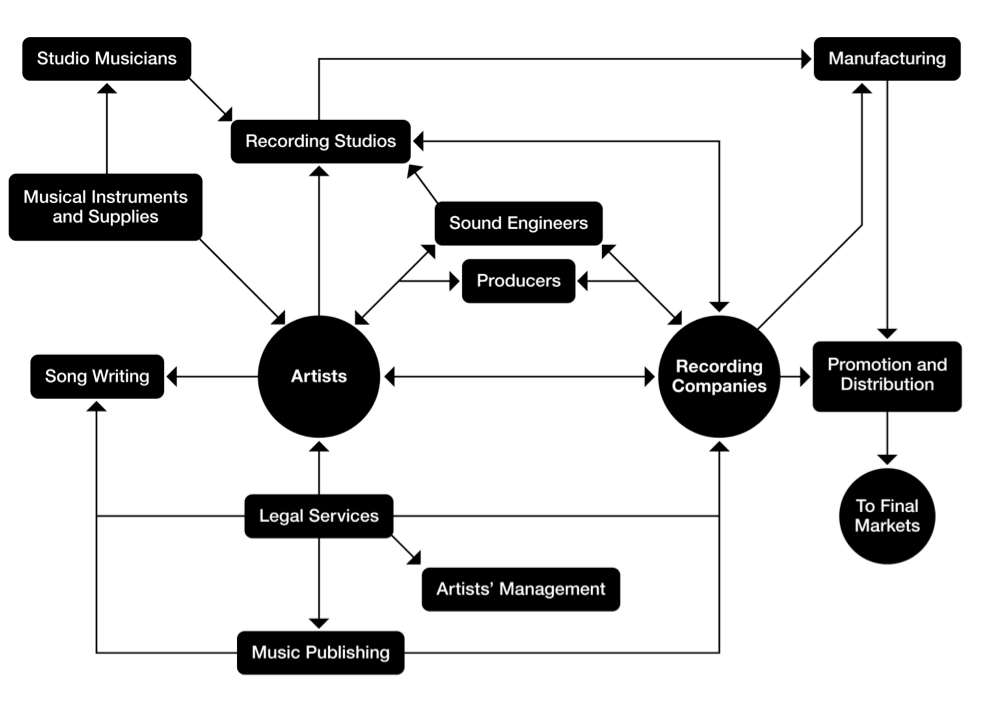 Studio Musicians
Manufacturing
Recording Studios
Musical Instruments
and Supplies
Sound Engineers
Producers
Song Writing
Artists
Recording
Companies
Promotion and
Distribution
Legal Services
To Final
Markets
Artists’ Management
Music Publishing